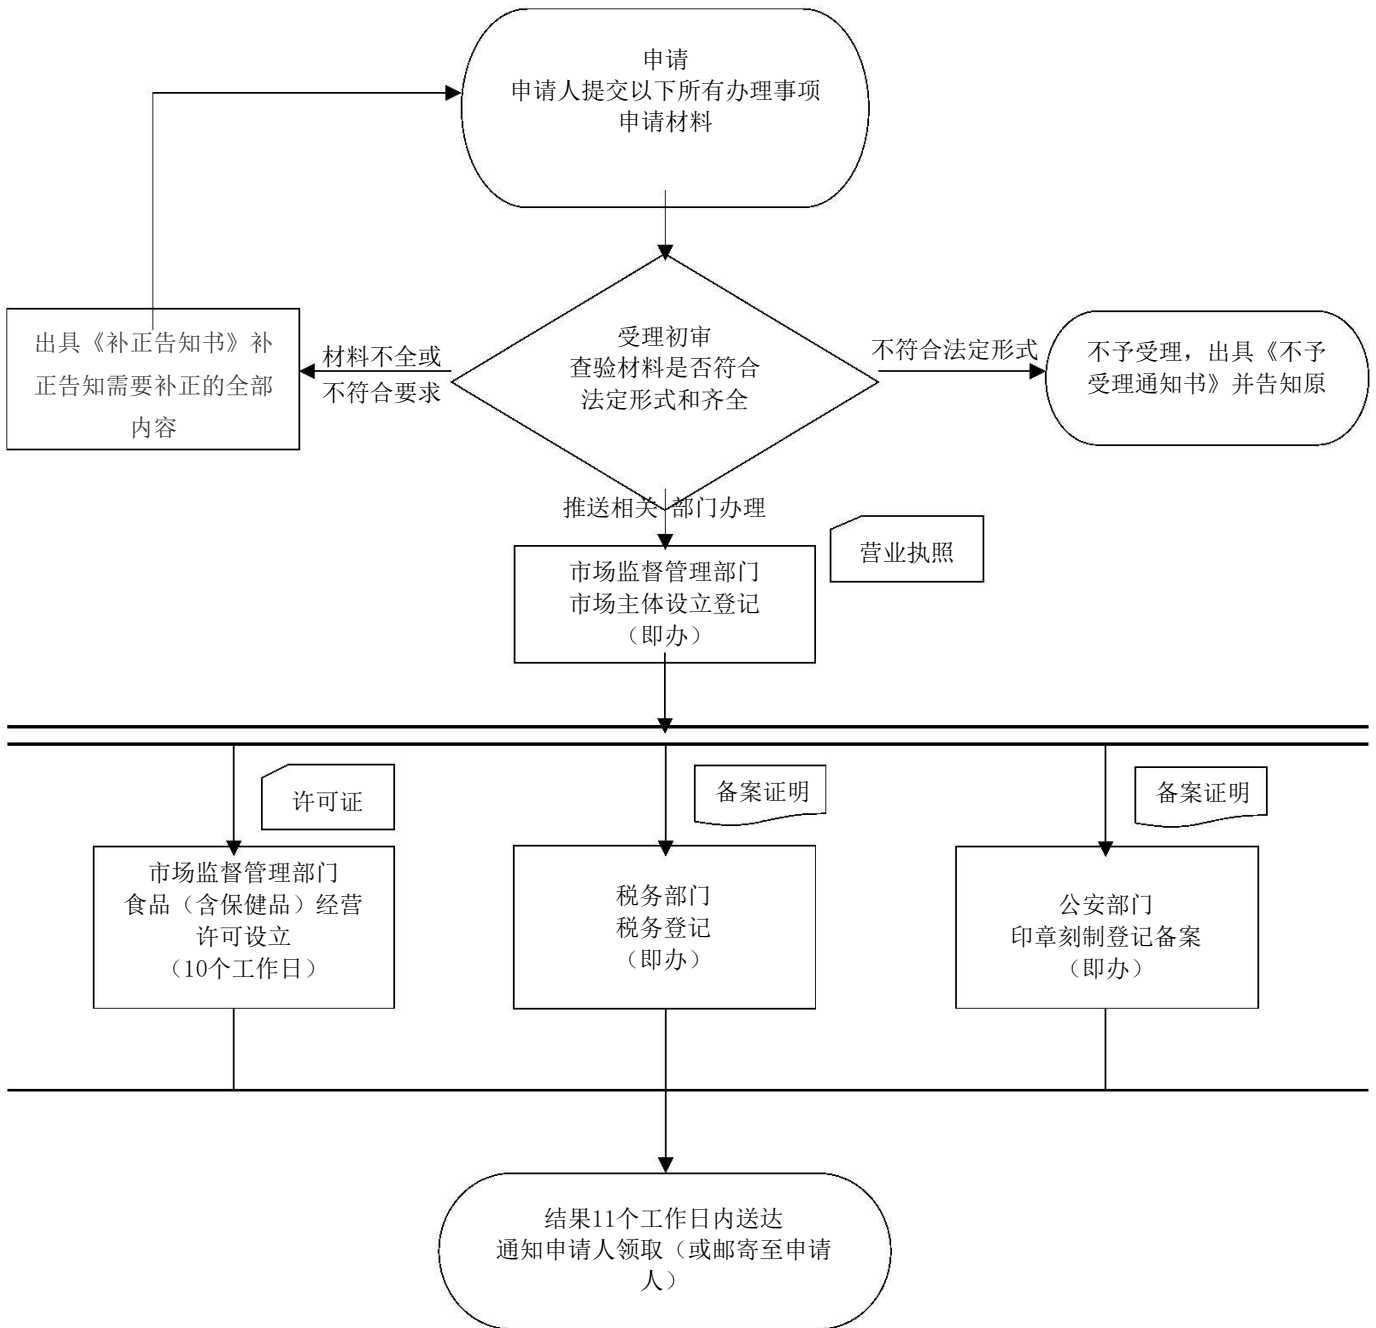 申请
申请人提交以下所有办理事项
申请材料
出具《补正告知书》补
正告知需要补正的全部
内容
材料不全或
不符合要求
受理初审
查验材料是否符合
法定形式和齐全
不符合法定形式
不予受理，出具《不予
受理通知书》并告知原
推送相关 部门办理
营业执照
市场监督管理部门
市场主体设立登记
（即办）
许可证
备案证明
备案证明
市场监督管理部门
食品（含保健品）经营
许可设立
（10个工作日）
税务部门
税务登记
（即办）
公安部门
印章刻制登记备案
（即办）
结果11个工作日内送达
通知申请人领取（或邮寄至申请
人）